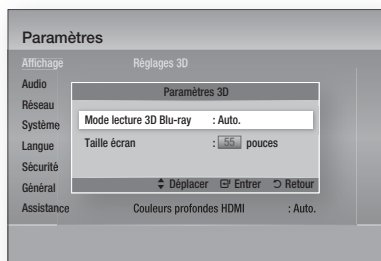 Paramètres
Affichage Réglages 3D
Audio
Réseau
Système
Langue
Sécurité
Général
Assistance
Paramètres 3D
Mode lecture 3D Blu-ray : Auto.
Taille écran : 55 pouces
Déplacer Entrer Retour
Couleurs profondes HDMI : Auto.